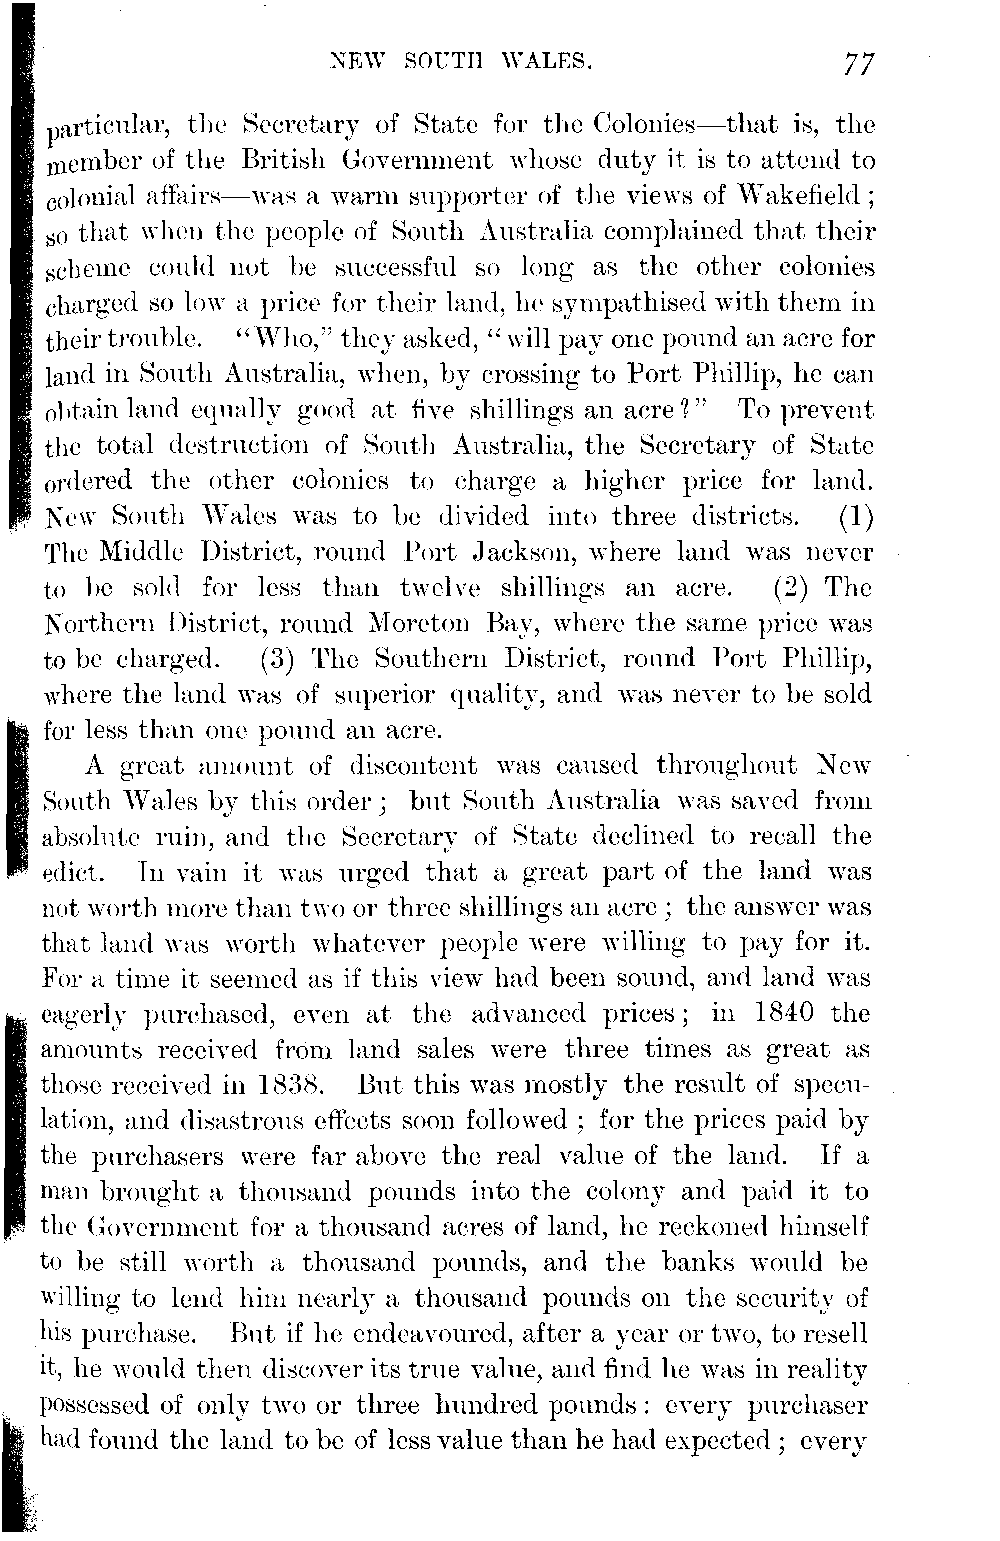 NEW SOUTH WALES. 77
particular, the Secretary of State for the Colonies—that is, the
member of the British Government whose duty it is to attend to
colonial affairs—was a warm supporter of the views of Wakefield;
so that when the people of South Australia complained that their
scheme could not be successful so long as the other colonies
charged so low a price for their land, he sympathised with them in
their trouble. "Who," they asked, "will pay one pound an acre for
land in South Australia, when, by crossing to Port Phillip, he can
obtain land equally good at five shillings an acre?" To prevent
the total destruction of South Australia, the Secretary of State
ordered the other colonies to charge a higher price for land.
New South Wales was to be divided into three districts. (1)
The Middle District, round Port Jackson, where land was never
to be sold for less than twelve shillings an acre. (2) The
Northern District, round Moreton Bay, where the same price was
to be charged. (3) The Southern District, round Port Phillip,
where the land was of superior quality, and was never to be sold
for less than one pound an acre.
A great amount of discontent was caused throughout New
South Wales by this order; but South Australia was saved from
absolute ruin, and the Secretary of State declined to recall the
edict. In vain it was urged that a great part of the land was
not worth more than two or three shillings an acre; the answer was
that land was worth whatever people were willing to pay for it.
For a time it seemed as if this view had been sound, and land was
eagerly purchased, even at the advanced prices; in 1840 the
amounts received from land sales were three times as great as
those received in 1838. But this was mostly the result of specu-
lation, and disastrous effects soon followed; for the prices paid by
the purchasers were far above the real value of the land. If a
man brought a thousand pounds into the colony and paid it to
the Government for a thousand acres of land, he reckoned himself
to be still worth a thousand pounds, and the banks would be
willing to lend him nearly a thousand pounds on the security of
his purchase. But if he endeavoured, after a year or two, to resell
it, he would then discover its true value, and find he was in reality
possessed of only two or three hundred pounds: every purchaser
had found the land to be of less value than he had expected; every